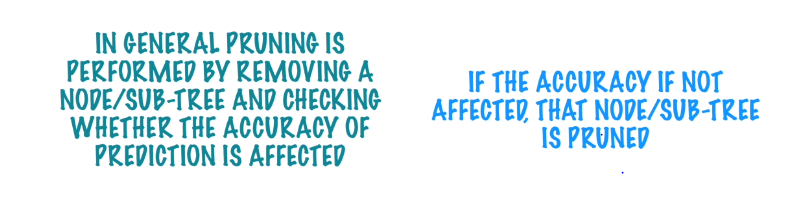 IN GENERAL PRUNING IS
PERFORMED BY REMOVING A
NODE/SUB-TREE AND CHECKING
WHETHER THE ACCURACY OF
PREDICTION IS AFFECTED
IF THE ACCURACY IF NOT
AFFECTED, THAT NODE/SUB-TREE
IS PRUNED